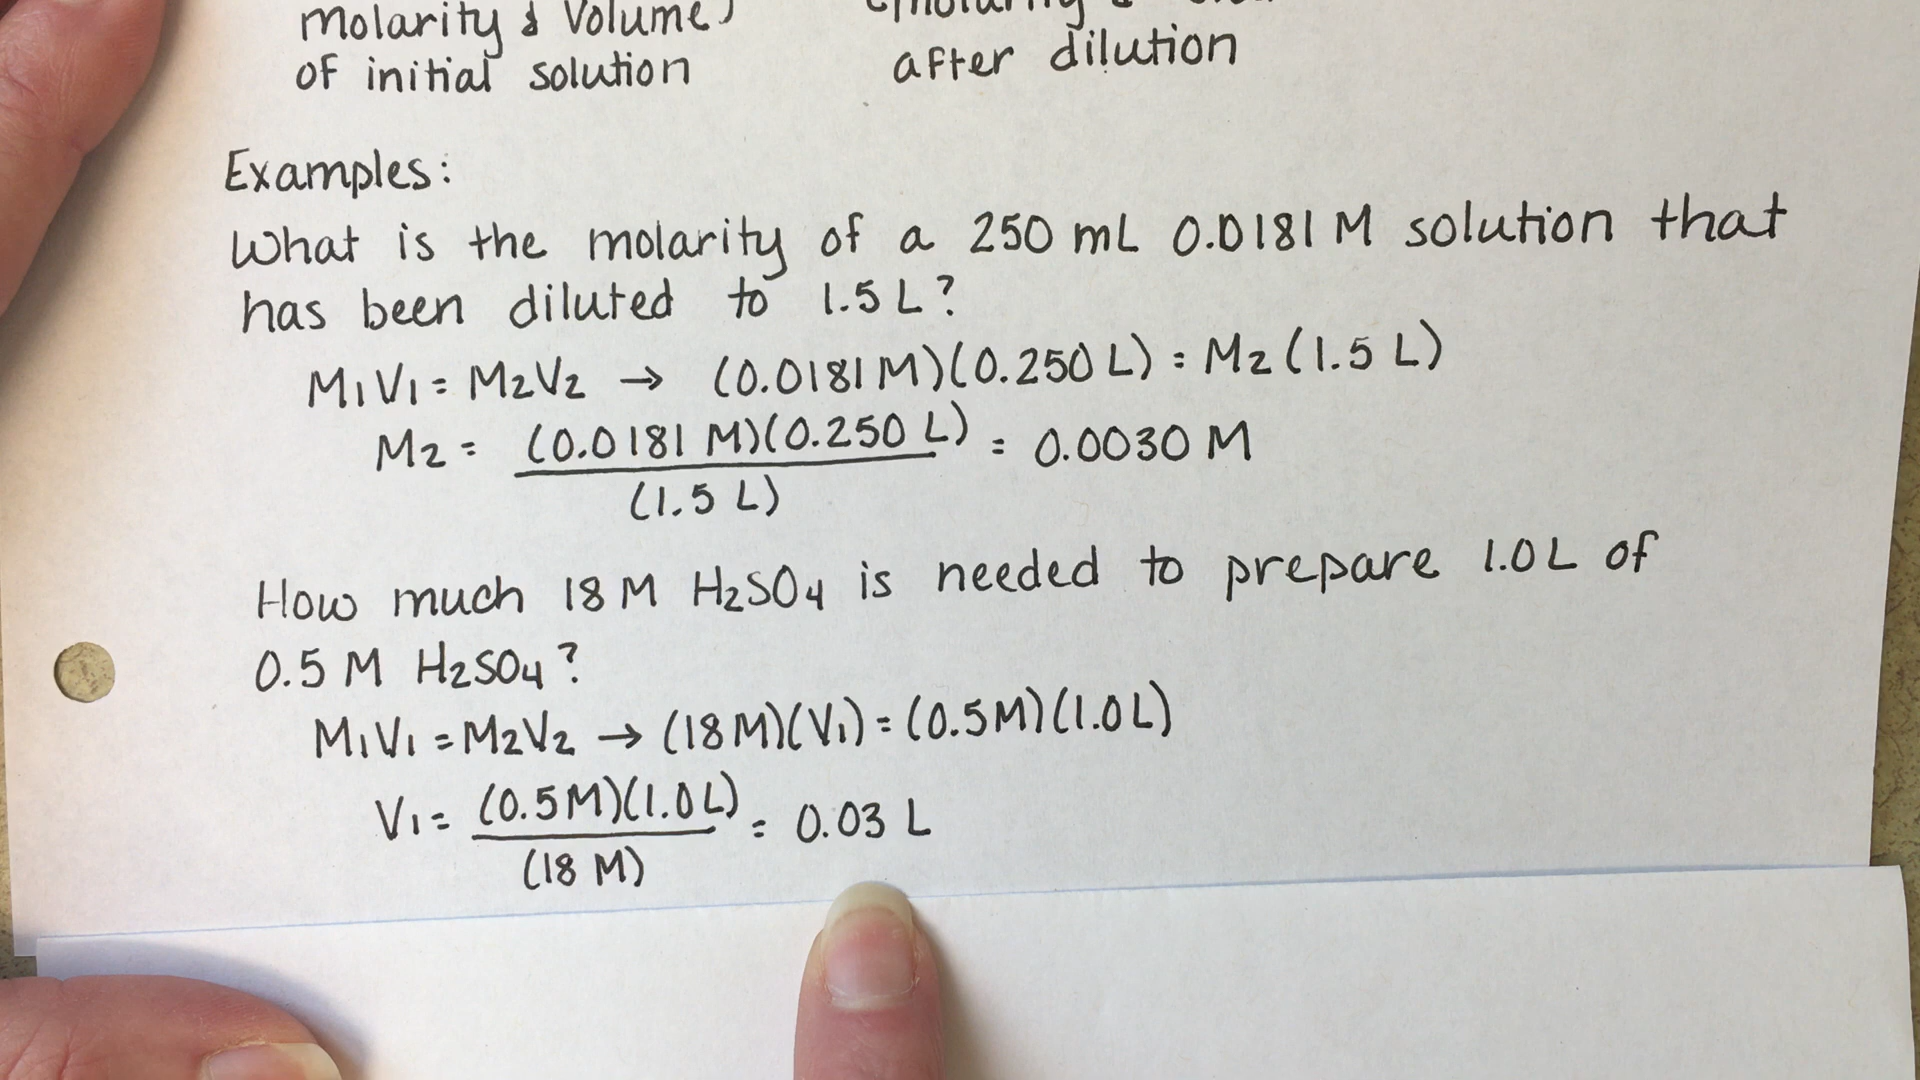 Molarity & Volume
of initial solution
after dilution
Examples:
What is the molarity of a 250 mL 0.0181 M solution that
has been diluted to 1.5 L?
M₁V₁ = M₂V₂ → (0.0181 M)(0.250 L) = M₂ (1.5 L)
M₂ = (0.0181 M)(0.250 L) = 0.0030 M
(1.5 L)
How much 18 M H₂SO₄ is needed to prepare 1.0 L of
0.5 M H₂SO₄?
M₁V₁ = M₂V₂ → (18 M)(V₁) = (0.5 M)(1.0 L)
V₁ = (0.5 M)(1.0 L) = 0.03 L
(18 M)